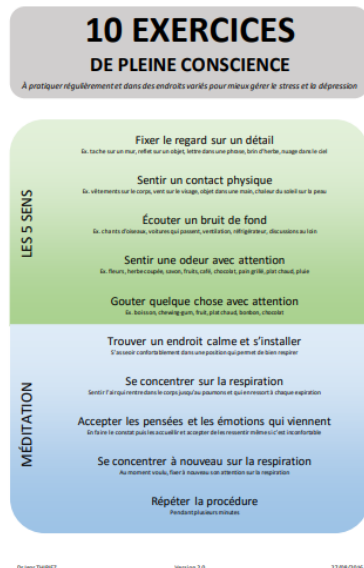 10 EXERCICES
DE PLEINE CONSCIENCE
À pratiquer régulièrement et dans des endroits variés pour mieux gérer le stress et la dépression
LES 5 SENS
Fixer le regard sur un détail
Ex. tache sur un mur, reflet sur un objet, lettre dans une phrase, brin d'herbe, nuage dans le ciel
Sentir un contact physique
Ex. vêtements sur le corps, vent sur le visage, objet dans une main, chaleur du soleil sur la peau
Écouter un bruit de fond
Ex. chants d'oiseaux, voitures qui passent, ventilation, réfrigérateur, discussions au loin
Sentir une odeur avec attention
Ex. fleurs, herbe coupée, savon, fruits, café, chocolat, pain grillé, plat chaud, pluie
Gouter quelque chose avec attention
Ex. boisson, chewing-gum, fruit, plat chaud, bonbon, chocolat
MÉDITATION
Trouver un endroit calme et s'installer
S'asseoir confortablement dans une position qui permet de bien respirer
Se concentrer sur la respiration
Sentir l'air qui rentre dans le corps jusqu'au poumons et qui en ressort à chaque expiration
Accepter les pensées et les émotions qui viennent
En faire le constat puis les accueillir et accepter de les ressentir même si c'est inconfortable
Se concentrer à nouveau sur la respiration
Au moment voulu, fixer à nouveau son attention sur la respiration
Répéter la procédure
Pendant plusieurs minutes